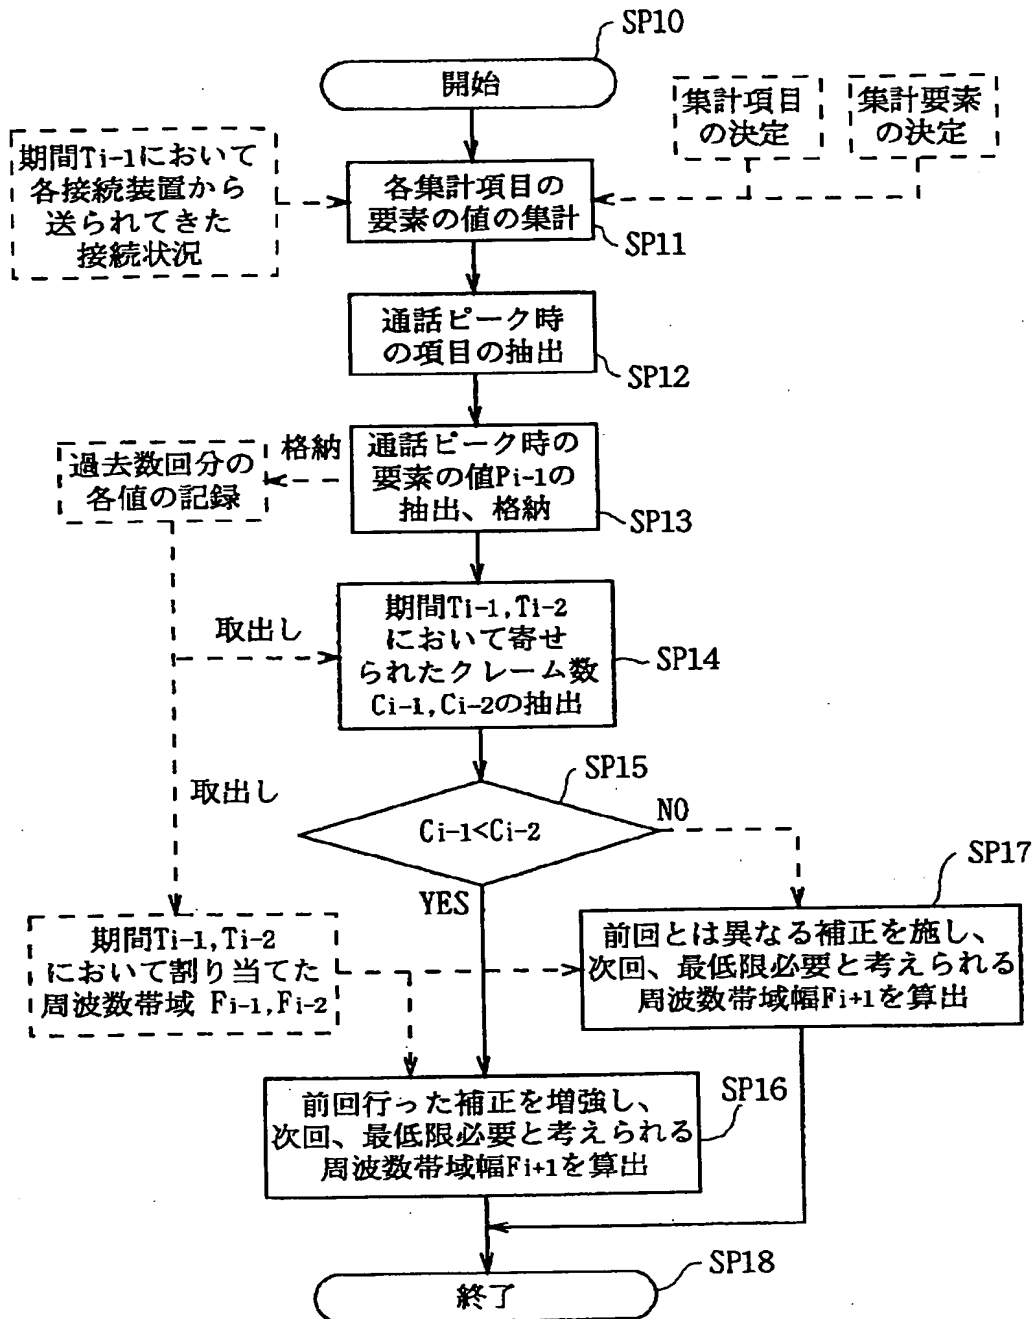 SP10
開始
集計項目
の決定
集計要素
の決定
期間Ti-1において
各接続装置から
送られてきた
接続状況
各集計項目の
要素の値の集計
SP11
通話ピーク時
の項目の抽出
SP12
過去数回分の
各値の記録
格納
通話ピーク時の
要素の値Pi-1の
抽出、格納
SP13
取出し
期間Ti-1,Ti-2
において寄せ
られたクレーム数
Ci-1,Ci-2の抽出
SP14
取出し
SP15
Ci-1<Ci-2
NO
YES
SP17
期間Ti-1,Ti-2
において割り当てた
周波数帯域 Fi-1,Fi-2
前回とは異なる補正を施し、
次回、最低限必要と考えられる
周波数帯域幅Fi+1を算出
前回行った補正を増強し、
次回、最低限必要と考えられる
周波数帯域幅Fi+1を算出
SP16
終了
SP18